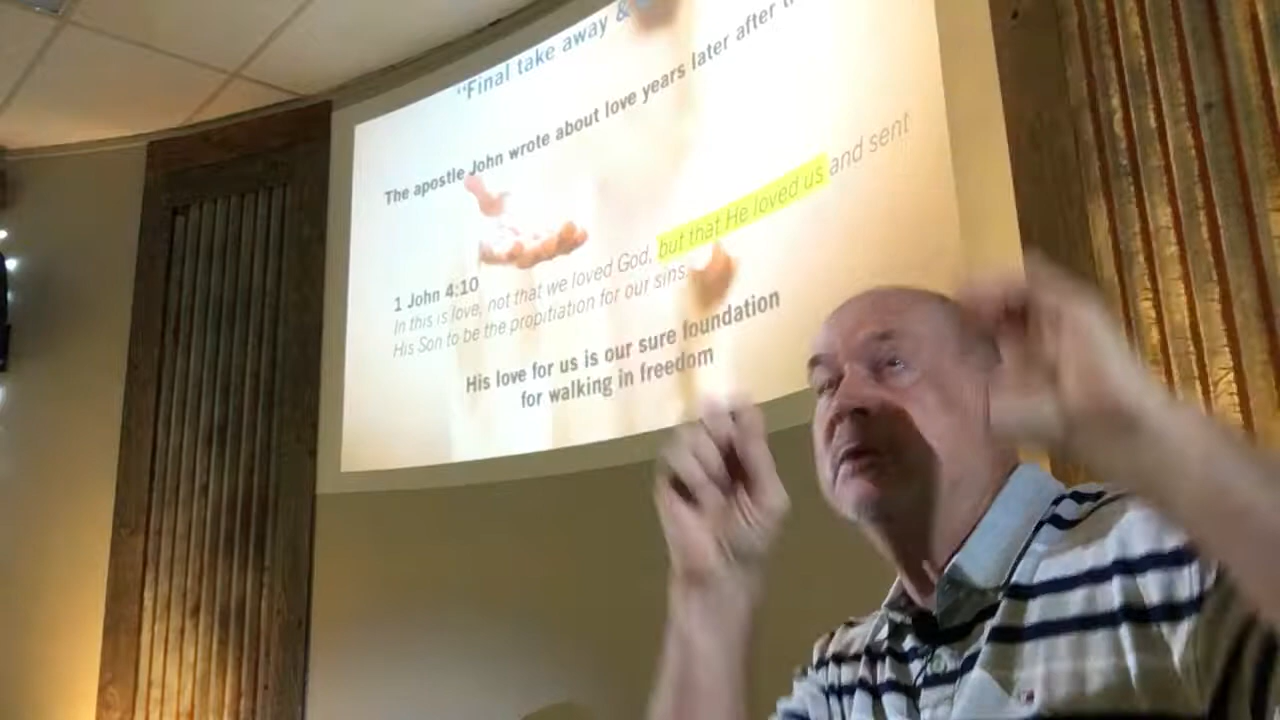 "Final take away &
The apostle John wrote about love years later after
1 John 4:10
In this is love, not that we loved God, but that He loved us and sent
His Son to be the propitiation for our sins.
His love for us is our sure foundation
for walking in freedom